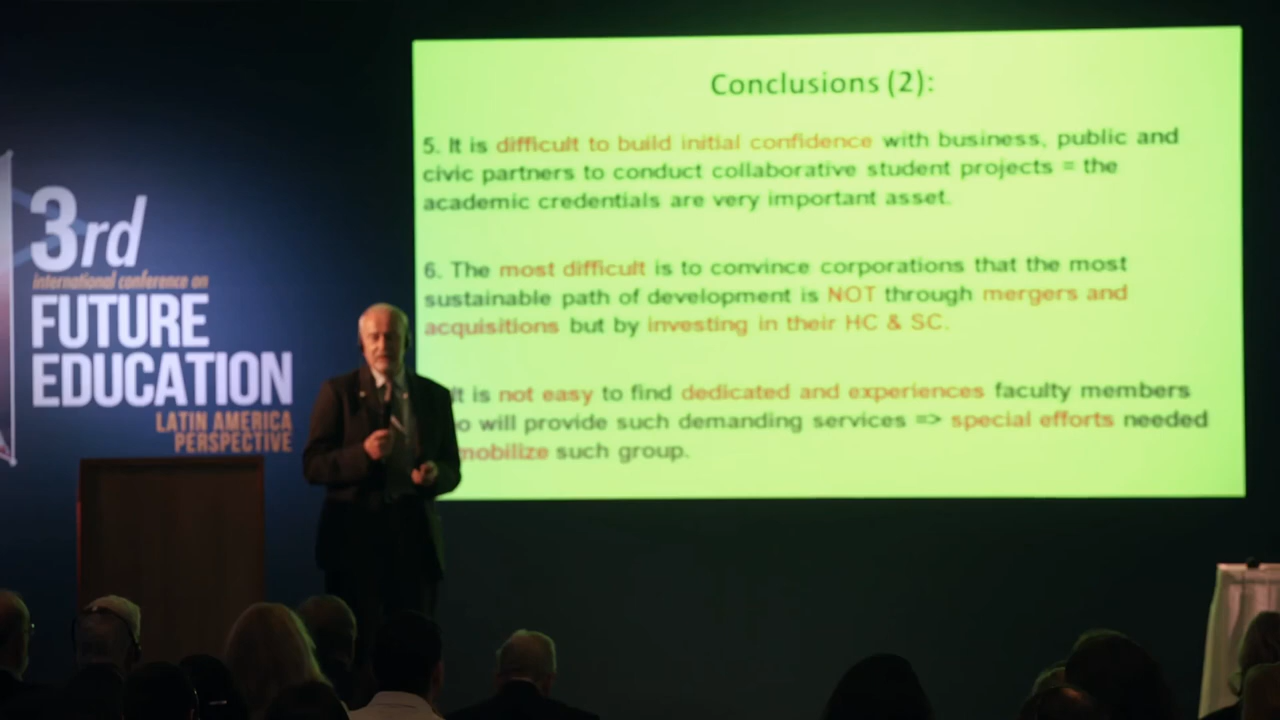 3rd
international conference on
FUTURE
EDUCATION
LATIN AMERICA
PERSPECTIVE
Conclusions (2):
5. It is difficult to build initial confidence with business, public and
civic partners to conduct collaborative student projects = the
academic credentials are very important asset.
6. The most difficult is to convince corporations that the most
sustainable path of development is NOT through mergers and
acquisitions but by investing in their HC & SC.
It is not easy to find dedicated and experiences faculty members
will provide such demanding services => special efforts needed
mobilize such group.